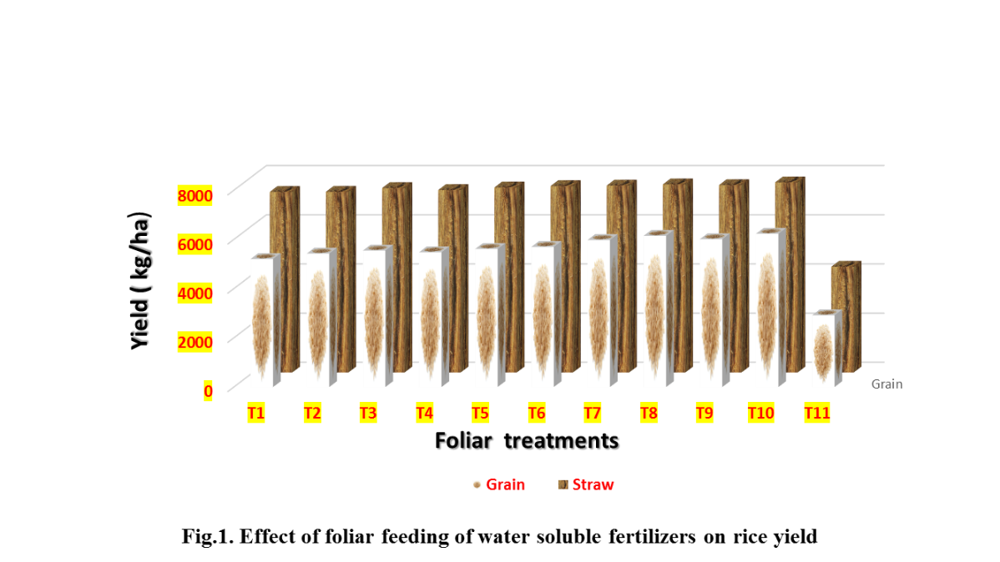 Yield ( kg/ha)
8000
6000
4000
2000
0
Grain
T1 T2 T3 T4 T5 T6 T7 T8 T9 T10 T11
Foliar treatments
Grain Straw
Fig.1. Effect of foliar feeding of water soluble fertilizers on rice yield